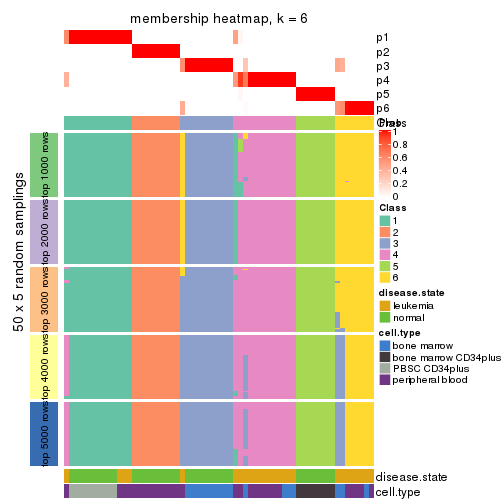 membership heatmap, k = 6
p1
p2
p3
p4
p5
p6
Class
Prob
1
0.8
0.6
0.4
0.2
0
Class
1
2
3
4
5
6
disease.state
leukemia
normal
cell.type
bone marrow
bone marrow CD34plus
PBSC CD34plus
peripheral blood
50 x 5 random samplings
top 1000 rows
top 2000 rows
top 3000 rows
top 4000 rows
top 5000 rows
disease.state
cell.type